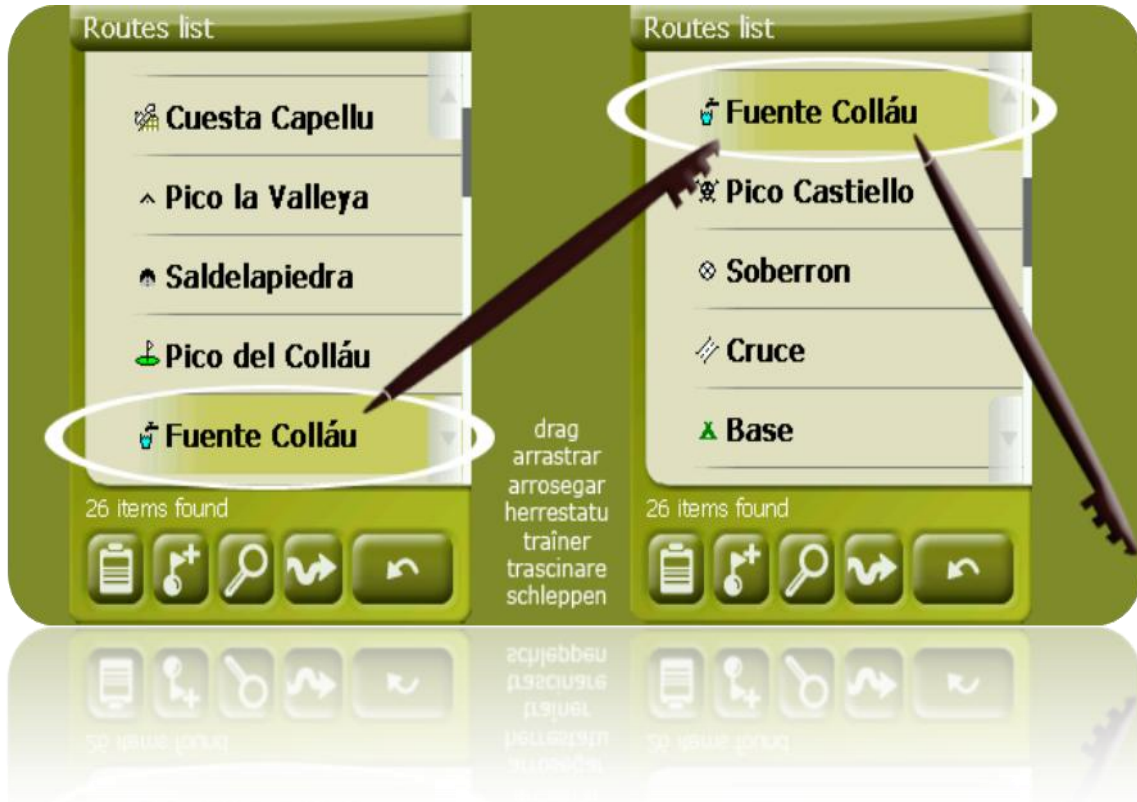 Routes list
Cuesta Capellu
Pico la Valleya
Saldelapiedra
Pico del Colláu
Fuente Colláu
26 items found
drag
arrastrar
arrosegar
herrestatu
traîner
trascinare
schleppen
Routes list
Fuente Colláu
Pico Castiello
Soberron
Cruce
Base
26 items found